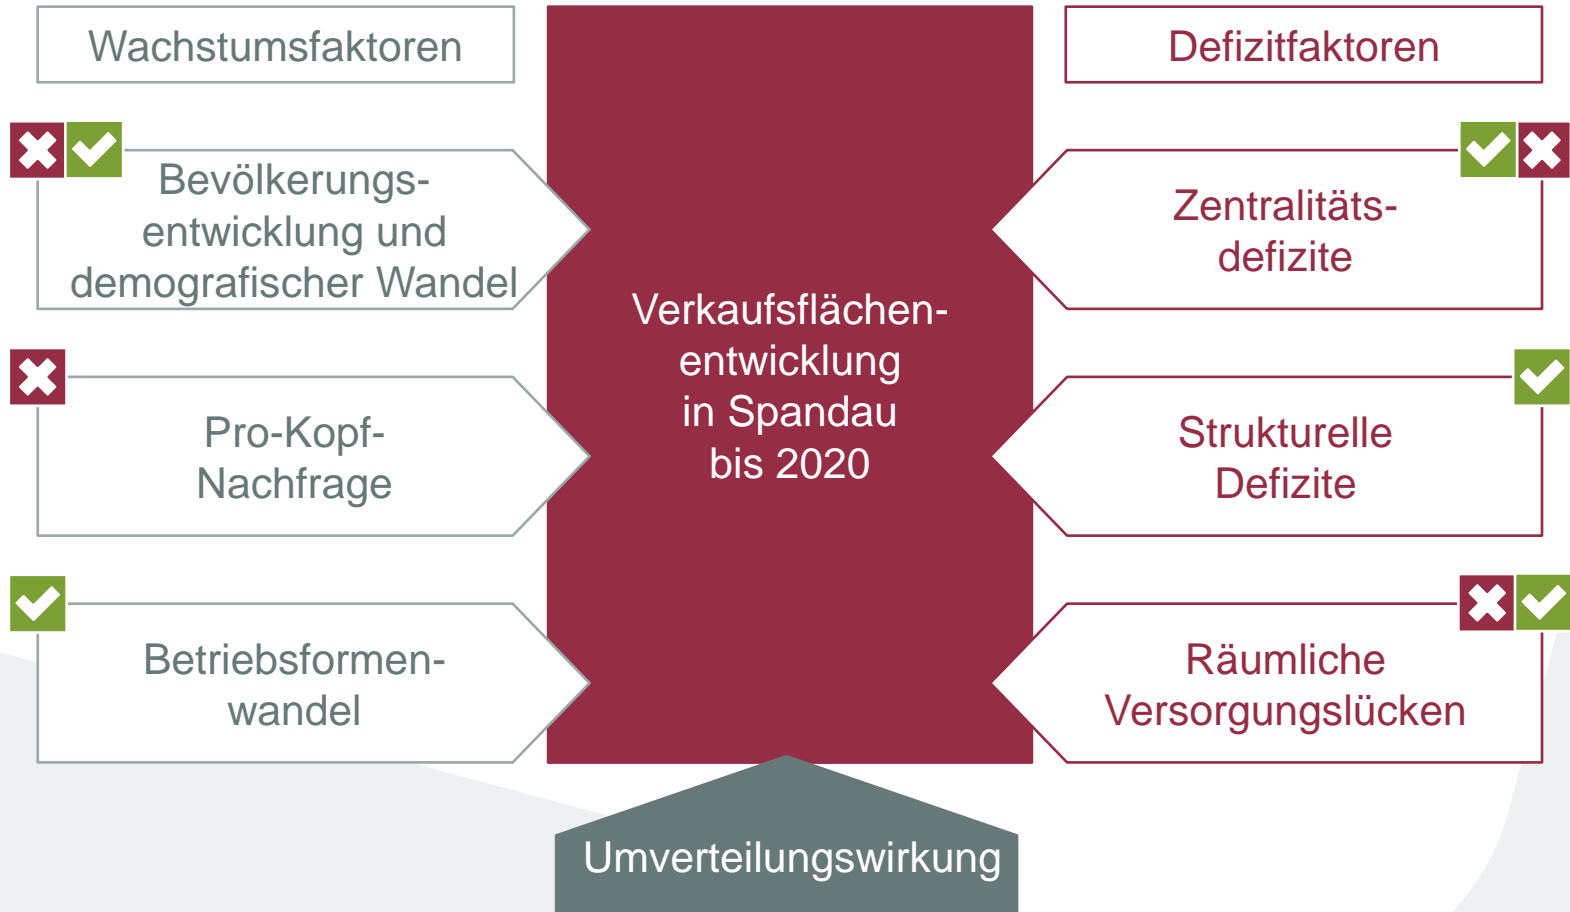 Wachstumsfaktoren
Bevölkerungs-
entwicklung und
demografischer Wandel
Pro-Kopf-
Nachfrage
Betriebsformen-
wandel
Verkaufsflächen-
entwicklung
in Spandau
bis 2020
Umverteilungswirkung
Defizitfaktoren
Zentralitäts-
defizite
Strukturelle
Defizite
Räumliche
Versorgungslücken